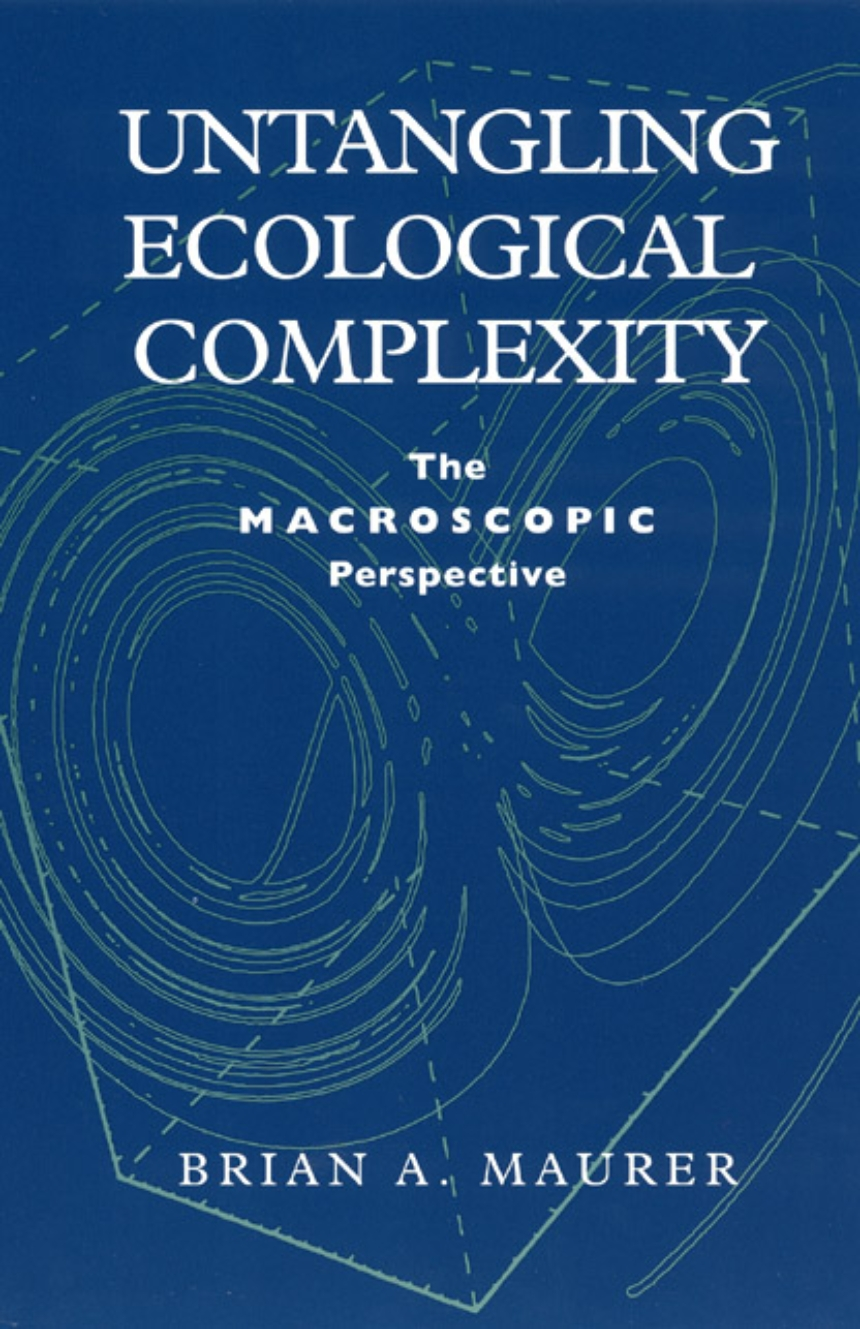 UNTANGLING
ECOLOGICAL
COMPLEXITY
The
MACROSCOPIC
Perspective
BRIAN A. MAURER